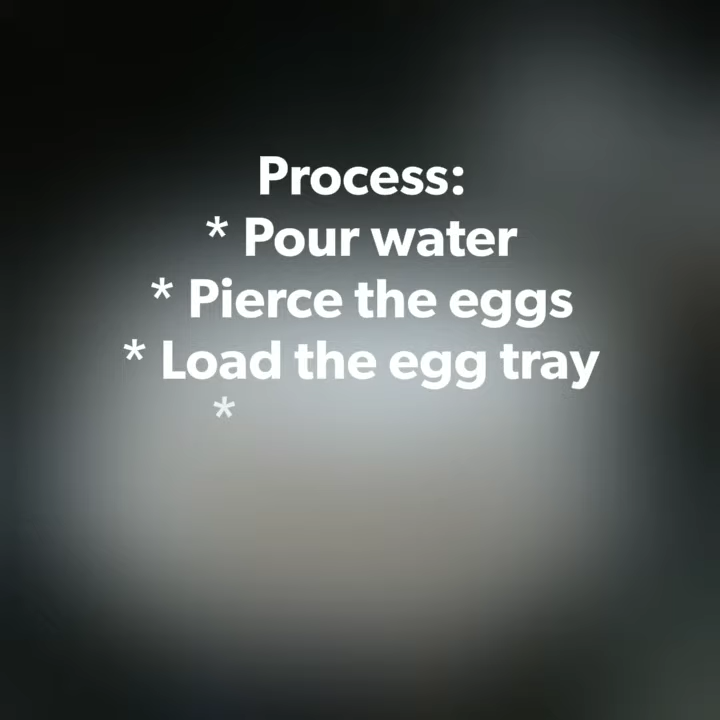 Process:
* Pour water
* Pierce the eggs
* Load the egg tray
*